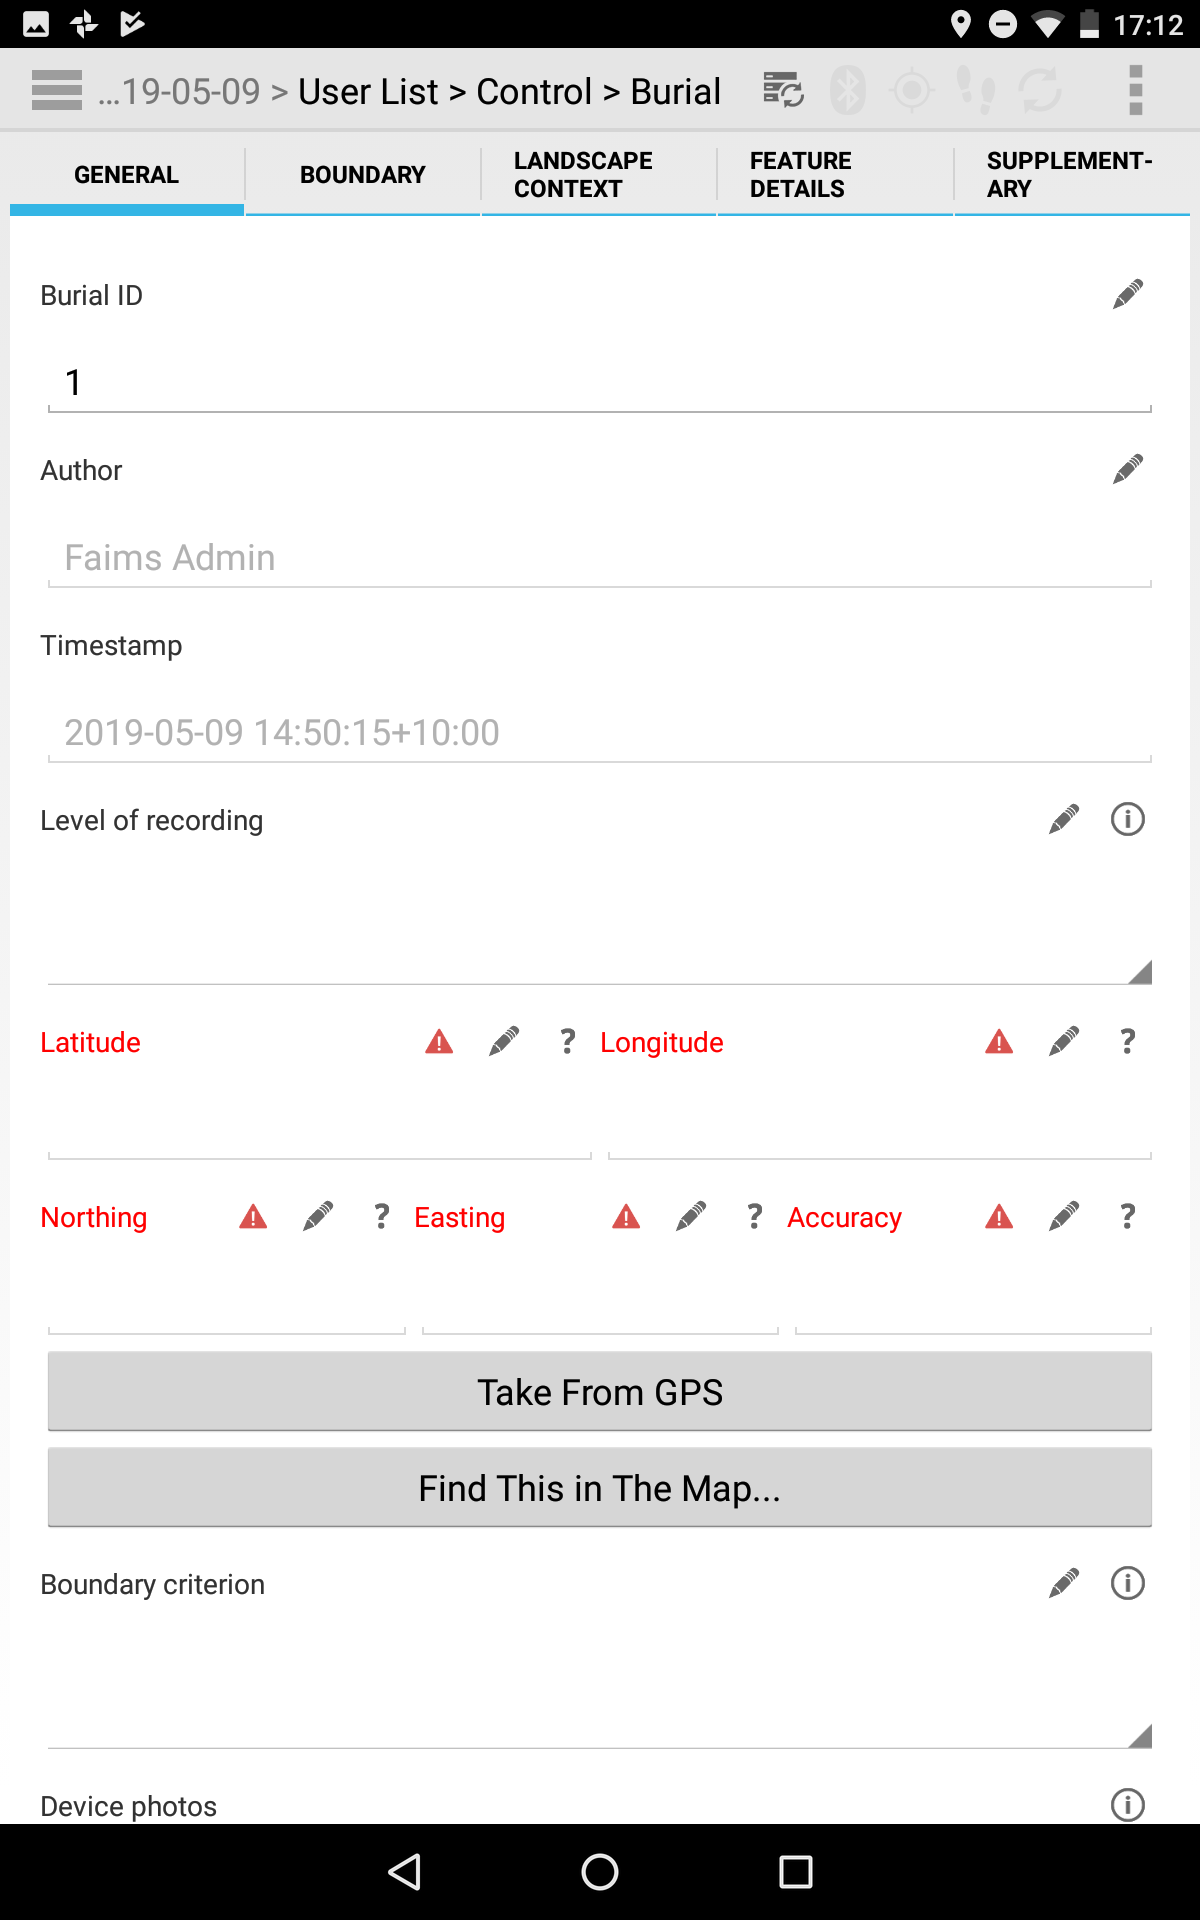 17:12
...19-05-09 > User List > Control > Burial
GENERAL
BOUNDARY
LANDSCAPE
CONTEXT
FEATURE
DETAILS
SUPPLEMENT-
ARY
Burial ID
1
Author
Faims Admin
Timestamp
2019-05-09 14:50:15+10:00
Level of recording
Latitude ? Longitude ?
Northing ? Easting ? Accuracy ?
Take From GPS
Find This in The Map...
Boundary criterion
Device photos